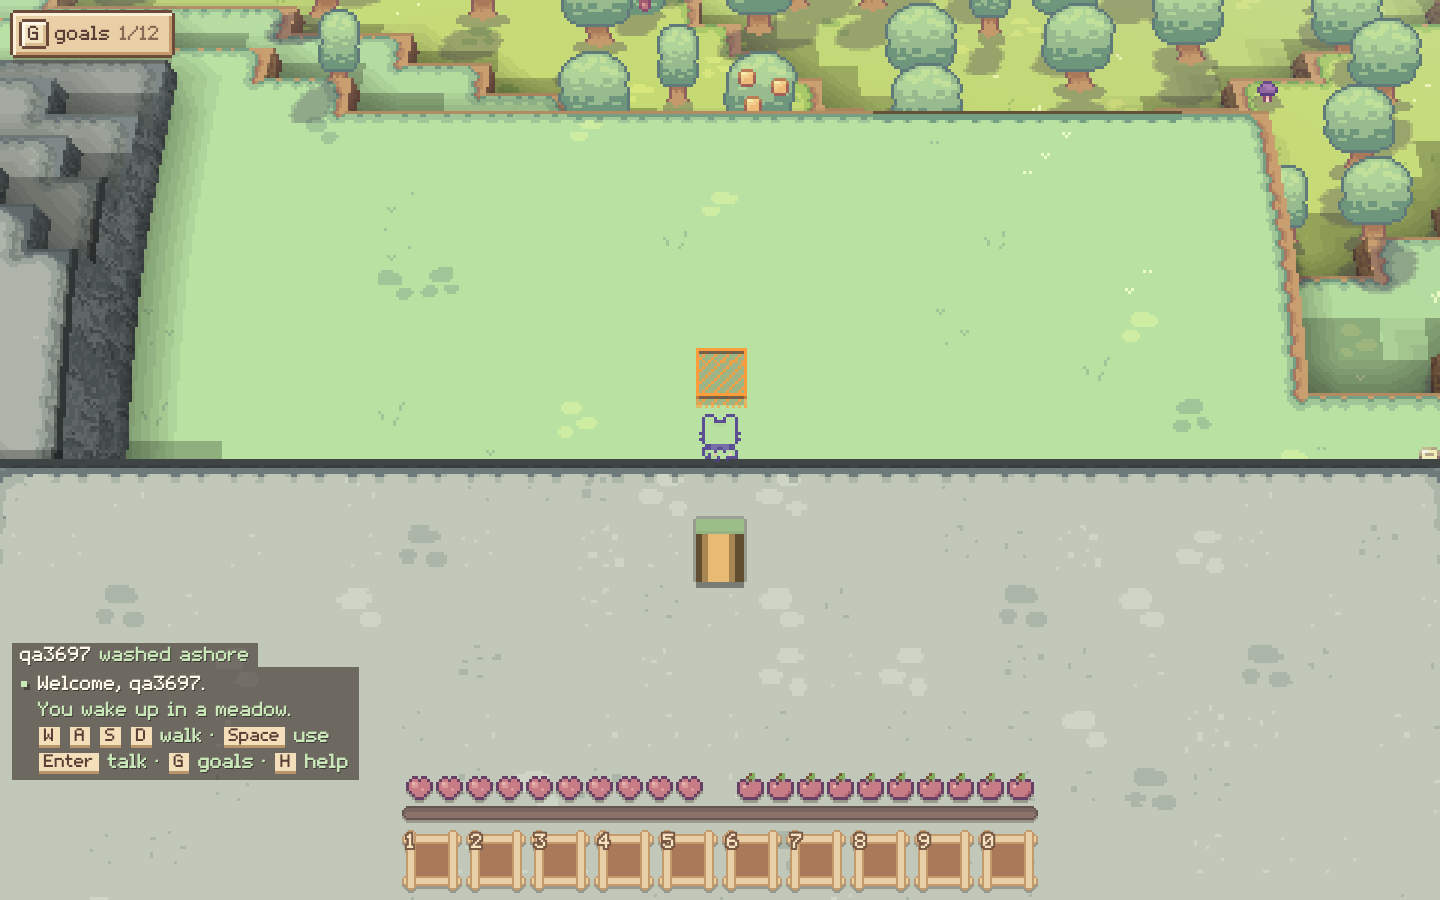 G goals 1/12
qa3697 washed ashore
Welcome, qa3697.
You wake up in a meadow.
W A S D walk · Space use
Enter talk · G goals · H help
1 2 3 4 5 6 7 8 9 0